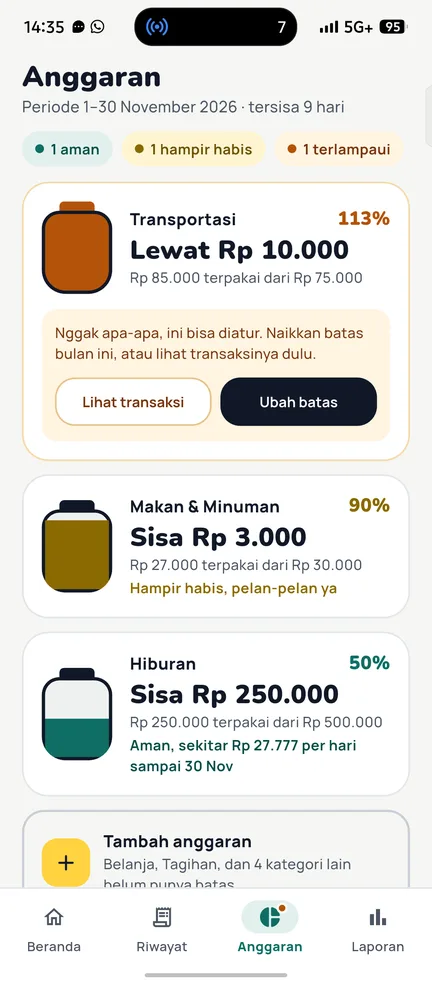 14:35
7
5G+
95
Anggaran
Periode 1–30 November 2026 · tersisa 9 hari
1 aman
1 hampir habis
1 terlampaui
Transportasi
113%
Lewat Rp 10.000
Rp 85.000 terpakai dari Rp 75.000
Nggak apa-apa, ini bisa diatur. Naikkan batas
bulan ini, atau lihat transaksinya dulu.
Lihat transaksi
Ubah batas
Makan & Minuman
90%
Sisa Rp 3.000
Rp 27.000 terpakai dari Rp 30.000
Hampir habis, pelan-pelan ya
Hiburan
50%
Sisa Rp 250.000
Rp 250.000 terpakai dari Rp 500.000
Aman, sekitar Rp 27.777 per hari
sampai 30 Nov
Tambah anggaran
Belanja, Tagihan, dan 4 kategori lain
belum punya batas
Beranda
Riwayat
Anggaran
Laporan